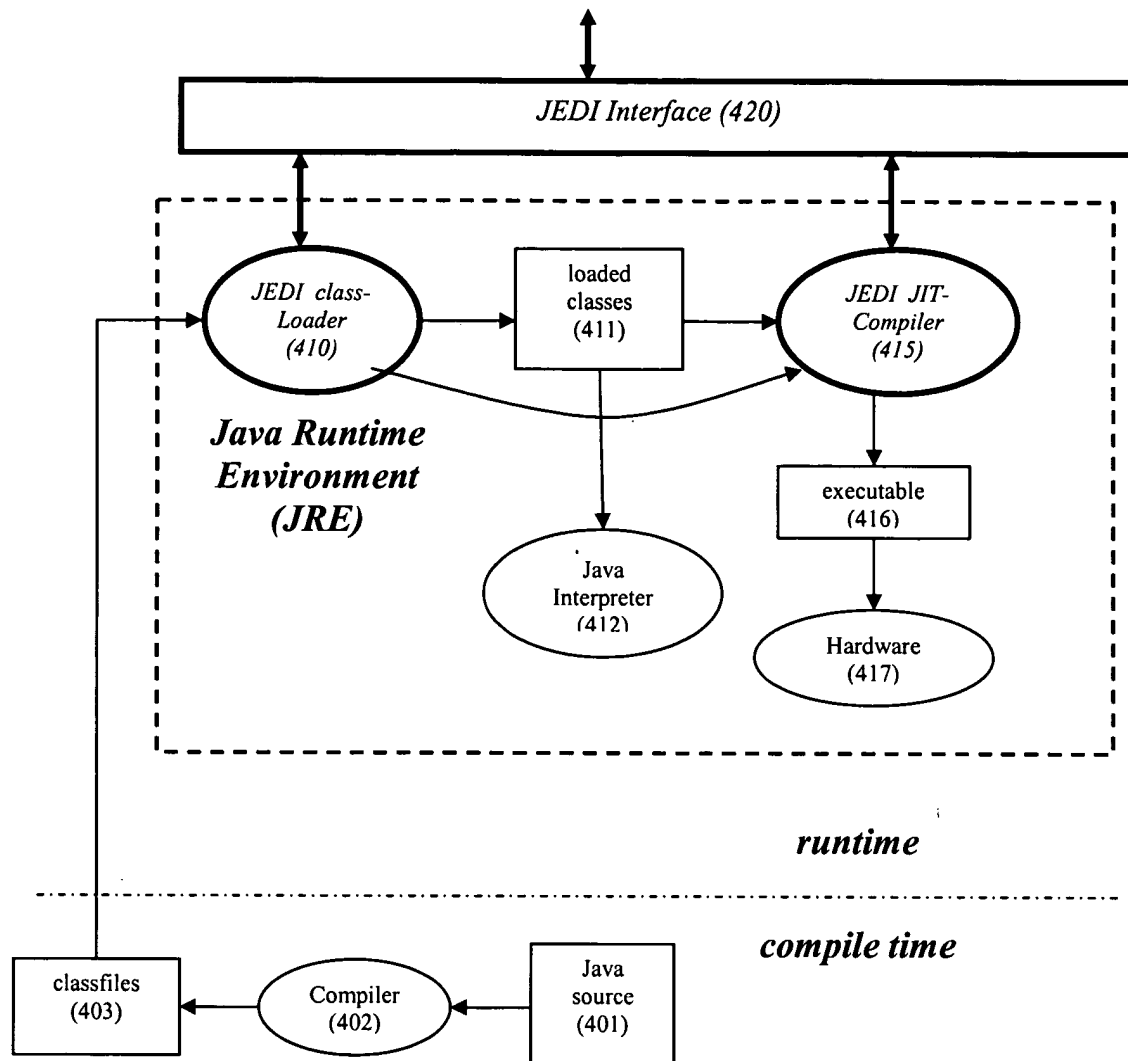 JEDI Interface (420)
JEDI class-
Loader
(410)
loaded
classes
(411)
JEDI JIT-
Compiler
(415)
Java Runtime
Environment
(JRE)
executable
(416)
Java
Interpreter
(412)
Hardware
(417)
runtime
compile time
classfiles
(403)
Compiler
(402)
Java
source
(401)